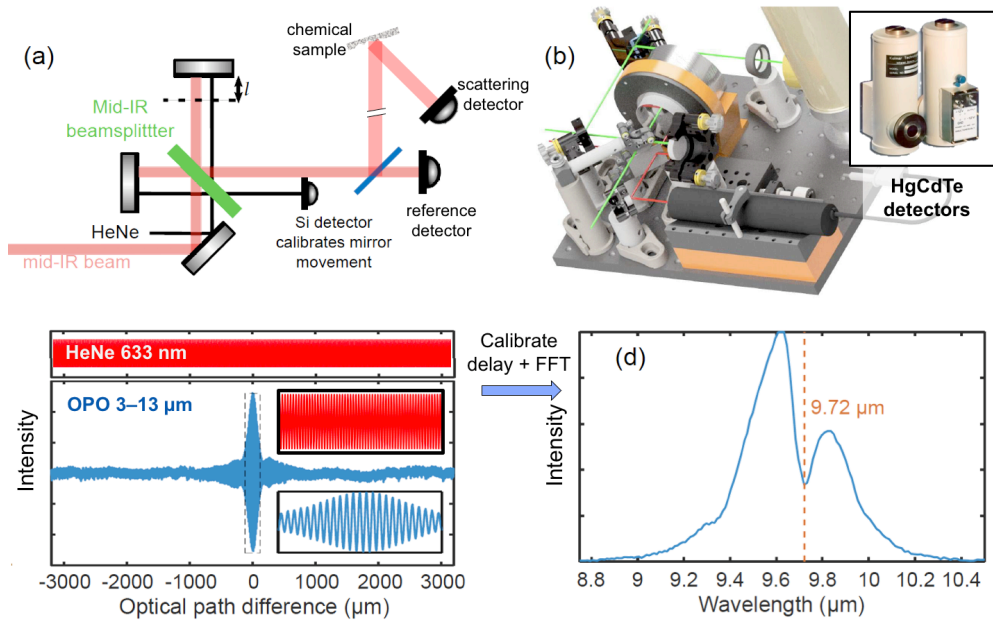 (a)
chemical
sample
l
Mid-IR
beamsplittter
scattering
detector
HeNe
Si detector
calibrates mirror
movement
reference
detector
mid-IR beam
(b)
HgCdTe
detectors
HeNe 633 nm
OPO 3–13 µm
Intensity
-3000
-2000
-1000
0
1000
2000
3000
Optical path difference (µm)
Calibrate
delay + FFT
(d)
9.72 µm
Intensity
8.8
9
9.2
9.4
9.6
9.8
10
10.2
10.4
Wavelength (µm)